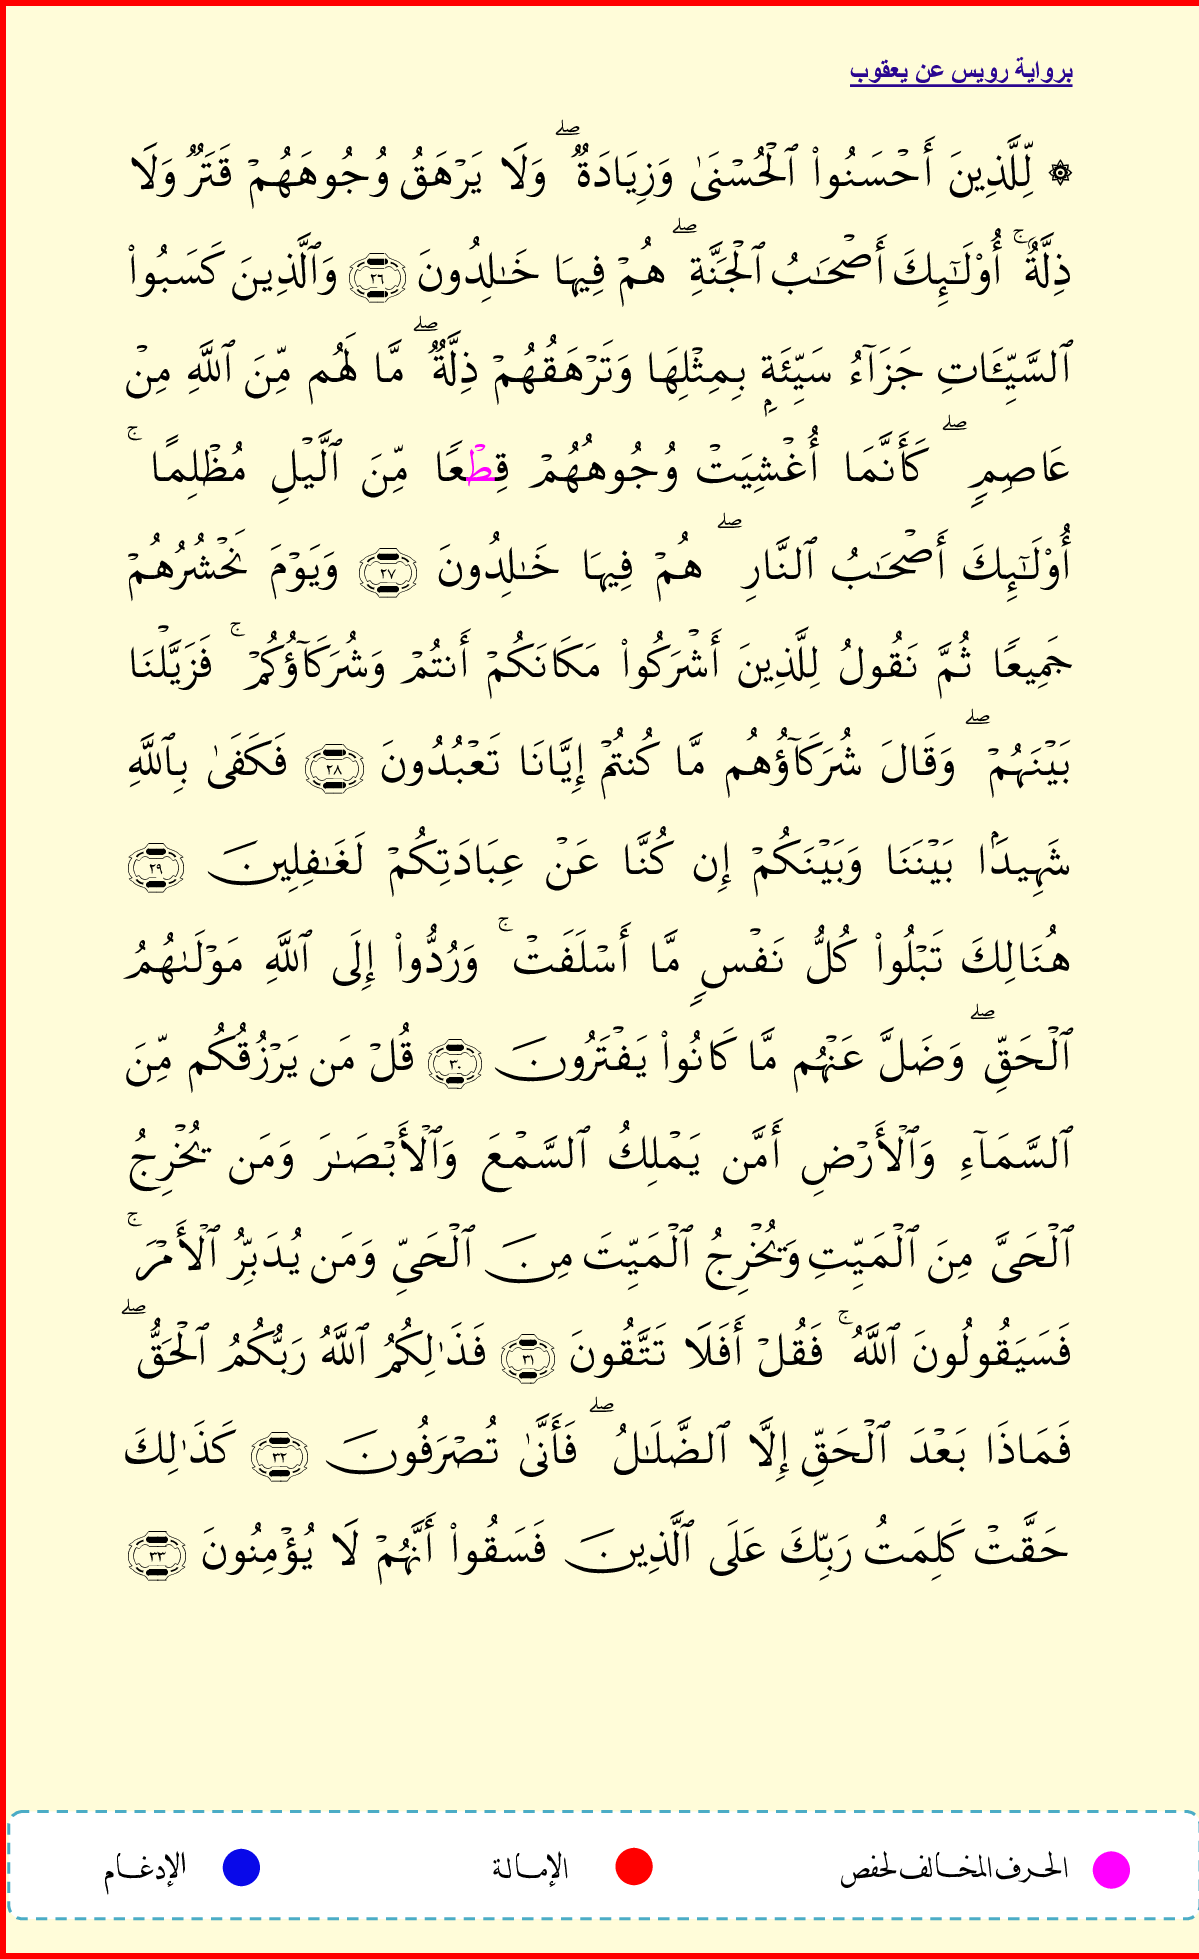 برواية رويس عن يعقوب
۞ لِّلَّذِينَ أَحۡسَنُواْ ٱلۡحُسۡنَىٰ وَزِيَادَةٞۖ وَلَا يَرۡهَقُ وُجُوهَهُمۡ قَتَرٞ وَلَا
ذِلَّةٌۚ أُوْلَٰٓئِكَ أَصۡحَٰبُ ٱلۡجَنَّةِۖ هُمۡ فِيهَا خَٰلِدُونَ ٢٦ وَٱلَّذِينَ كَسَبُواْ
ٱلسَّيِّـَٔاتِ جَزَآءُ سَيِّئَةِۭ بِمِثۡلِهَا وَتَرۡهَقُهُمۡ ذِلَّةٞۖ مَّا لَهُم مِّنَ ٱللَّهِ مِنۡ
عَاصِمٖۖ كَأَنَّمَا أُغۡشِيَتۡ وُجُوهُهُمۡ قِطۡعٗا مِّنَ ٱلَّيۡلِ مُظۡلِمًاۚ
أُوْلَٰٓئِكَ أَصۡحَٰبُ ٱلنَّارِۖ هُمۡ فِيهَا خَٰلِدُونَ ٢٧ وَيَوۡمَ نَحۡشُرُهُمۡ
جَمِيعٗا ثُمَّ نَقُولُ لِلَّذِينَ أَشۡرَكُواْ مَكَانَكُمۡ أَنتُمۡ وَشُرَكَآؤُكُمۡۚ فَزَيَّلۡنَا
بَيۡنَهُمۡۖ وَقَالَ شُرَكَآؤُهُم مَّا كُنتُمۡ إِيَّانَا تَعۡبُدُونَ ٢٨ فَكَفَىٰ بِٱللَّهِ
شَهِيدَۢا بَيۡنَنَا وَبَيۡنَكُمۡ إِن كُنَّا عَنۡ عِبَادَتِكُمۡ لَغَٰفِلِينَ ٢٩
هُنَالِكَ تَبۡلُواْ كُلُّ نَفۡسٖ مَّا أَسۡلَفَتۡۚ وَرُدُّواْ إِلَى ٱللَّهِ مَوۡلَىٰهُمُ
ٱلۡحَقِّۖ وَضَلَّ عَنۡهُم مَّا كَانُواْ يَفۡتَرُونَ ٣٠ قُلۡ مَن يَرۡزُقُكُم مِّنَ
ٱلسَّمَآءِ وَٱلۡأَرۡضِ أَمَّن يَمۡلِكُ ٱلسَّمۡعَ وَٱلۡأَبۡصَٰرَ وَمَن يُخۡرِجُ
ٱلۡحَيَّ مِنَ ٱلۡمَيِّتِ وَيُخۡرِجُ ٱلۡمَيِّتَ مِنَ ٱلۡحَيِّ وَمَن يُدَبِّرُ ٱلۡأَمۡرَۚ
فَسَيَقُولُونَ ٱللَّهُۚ فَقُلۡ أَفَلَا تَتَّقُونَ ٣١ فَذَٰلِكُمُ ٱللَّهُ رَبُّكُمُ ٱلۡحَقُّۖ
فَمَاذَا بَعۡدَ ٱلۡحَقِّ إِلَّا ٱلضَّلَٰلُۖ فَأَنَّىٰ تُصۡرَفُونَ ٣٢ كَذَٰلِكَ
حَقَّتۡ كَلِمَتُ رَبِّكَ عَلَى ٱلَّذِينَ فَسَقُواْ أَنَّهُمۡ لَا يُؤۡمِنُونَ ٣٣
الحرف المخالف لحفص الإمالة الإدغام